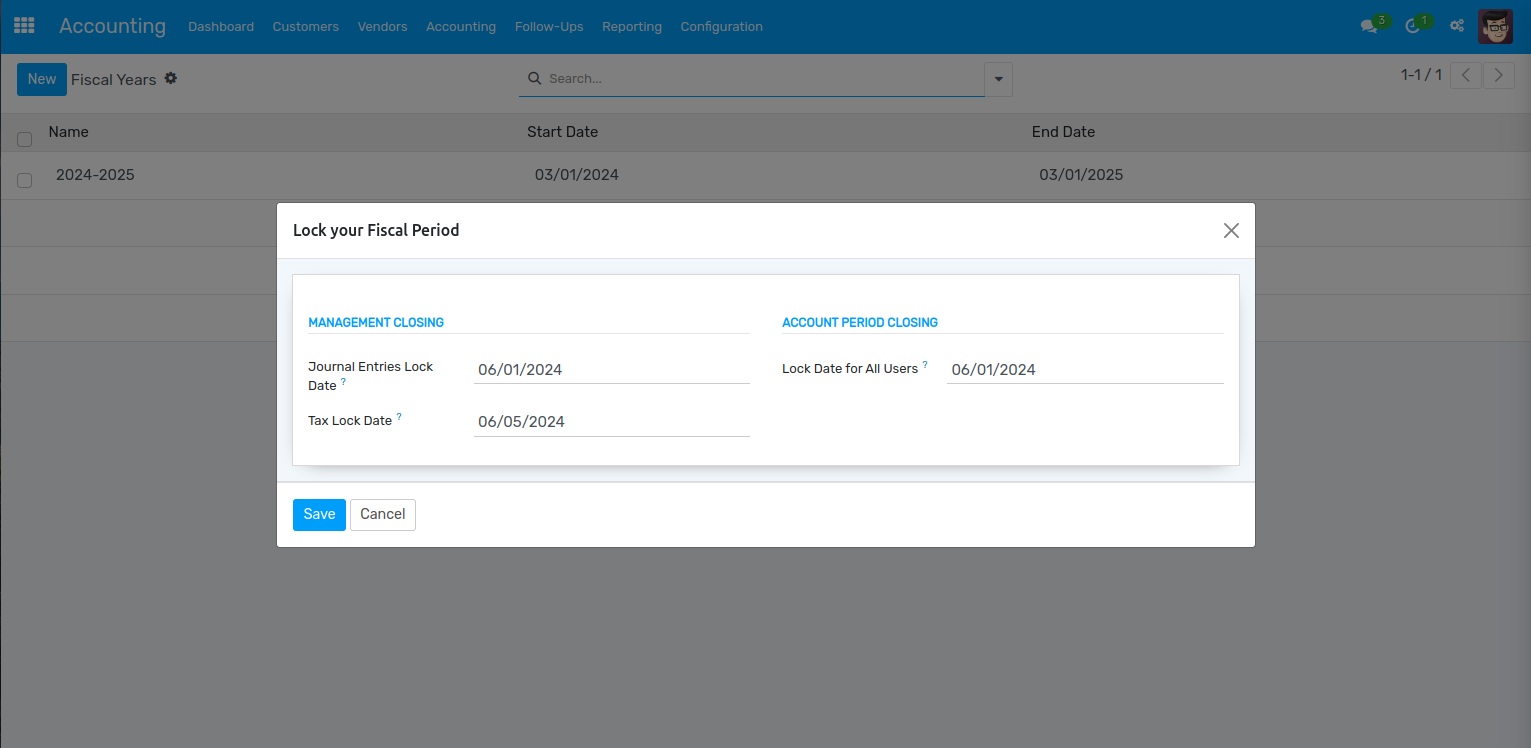 Accounting Dashboard Customers Vendors Accounting Follow-Ups Reporting Configuration 3 1
New Fiscal Years Search... 1-1 / 1
Name Start Date End Date
2024-2025 03/01/2024 03/01/2025
Lock your Fiscal Period
MANAGEMENT CLOSING ACCOUNT PERIOD CLOSING
Journal Entries Lock Date ? 06/01/2024 Lock Date for All Users ? 06/01/2024
Tax Lock Date ? 06/05/2024
Save Cancel